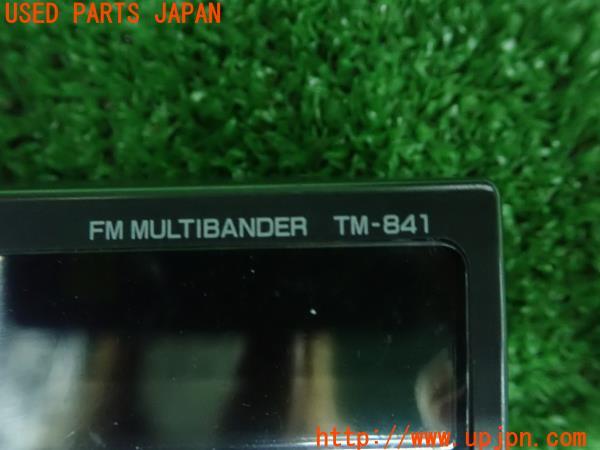 USED PARTS JAPAN
FM MULTIBANDER TM-841
http://www.upjpn.com